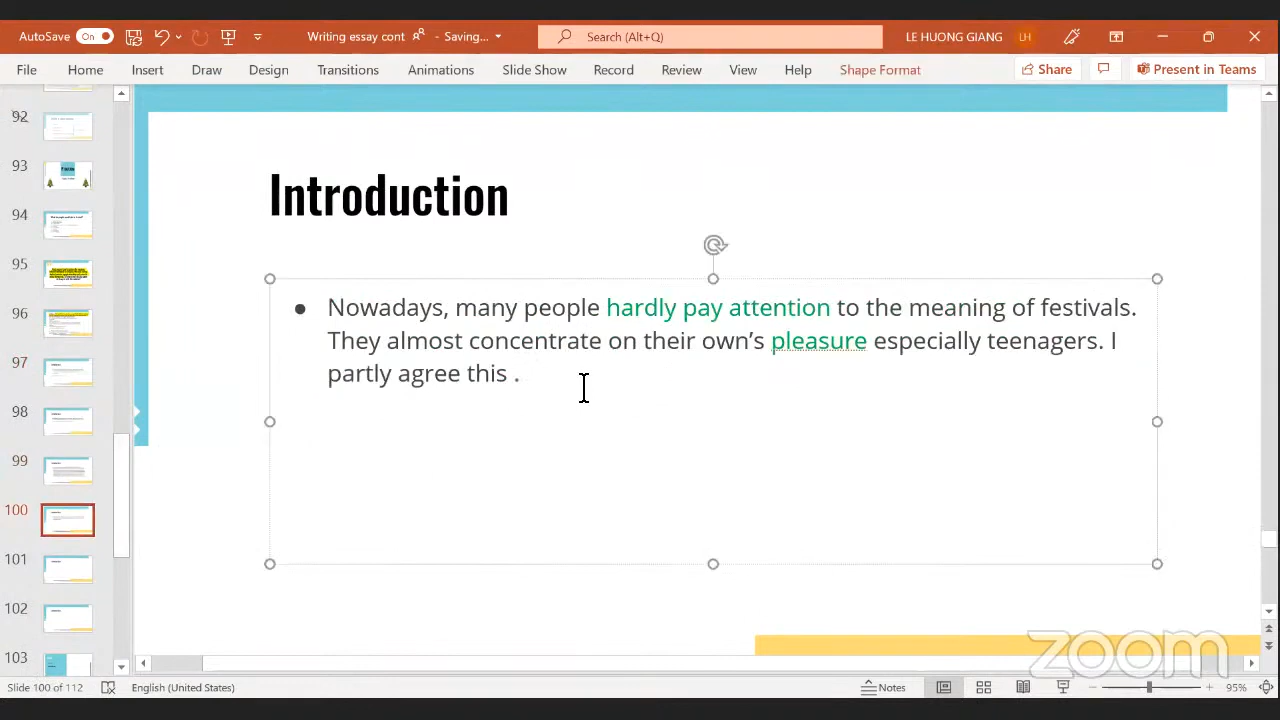 AutoSave On Writing essay cont - Saving... Search (Alt+Q) LE HUONG GIANG LH
File Home Insert Draw Design Transitions Animations Slide Show Record Review View Help Shape Format Share Present in Teams
92
93
94
95
96
97
98
99
100
101
102
103
Introduction
● Nowadays, many people hardly pay attention to the meaning of festivals.
They almost concentrate on their own’s pleasure especially teenagers. I
partly agree this .
zoom
Slide 100 of 112 English (United States) Notes 95%